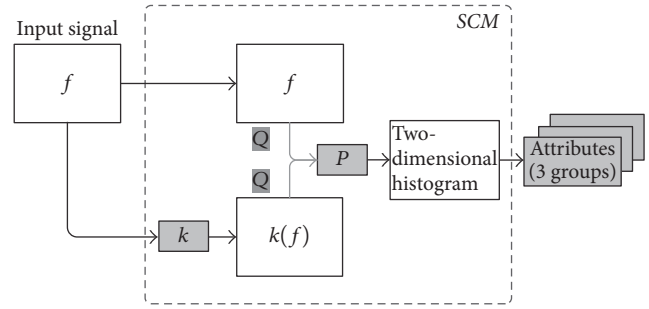 SCM
Input signal
f
f
Q
Q
P
Two-
dimensional
histogram
Attributes
(3 groups)
k
k(f)